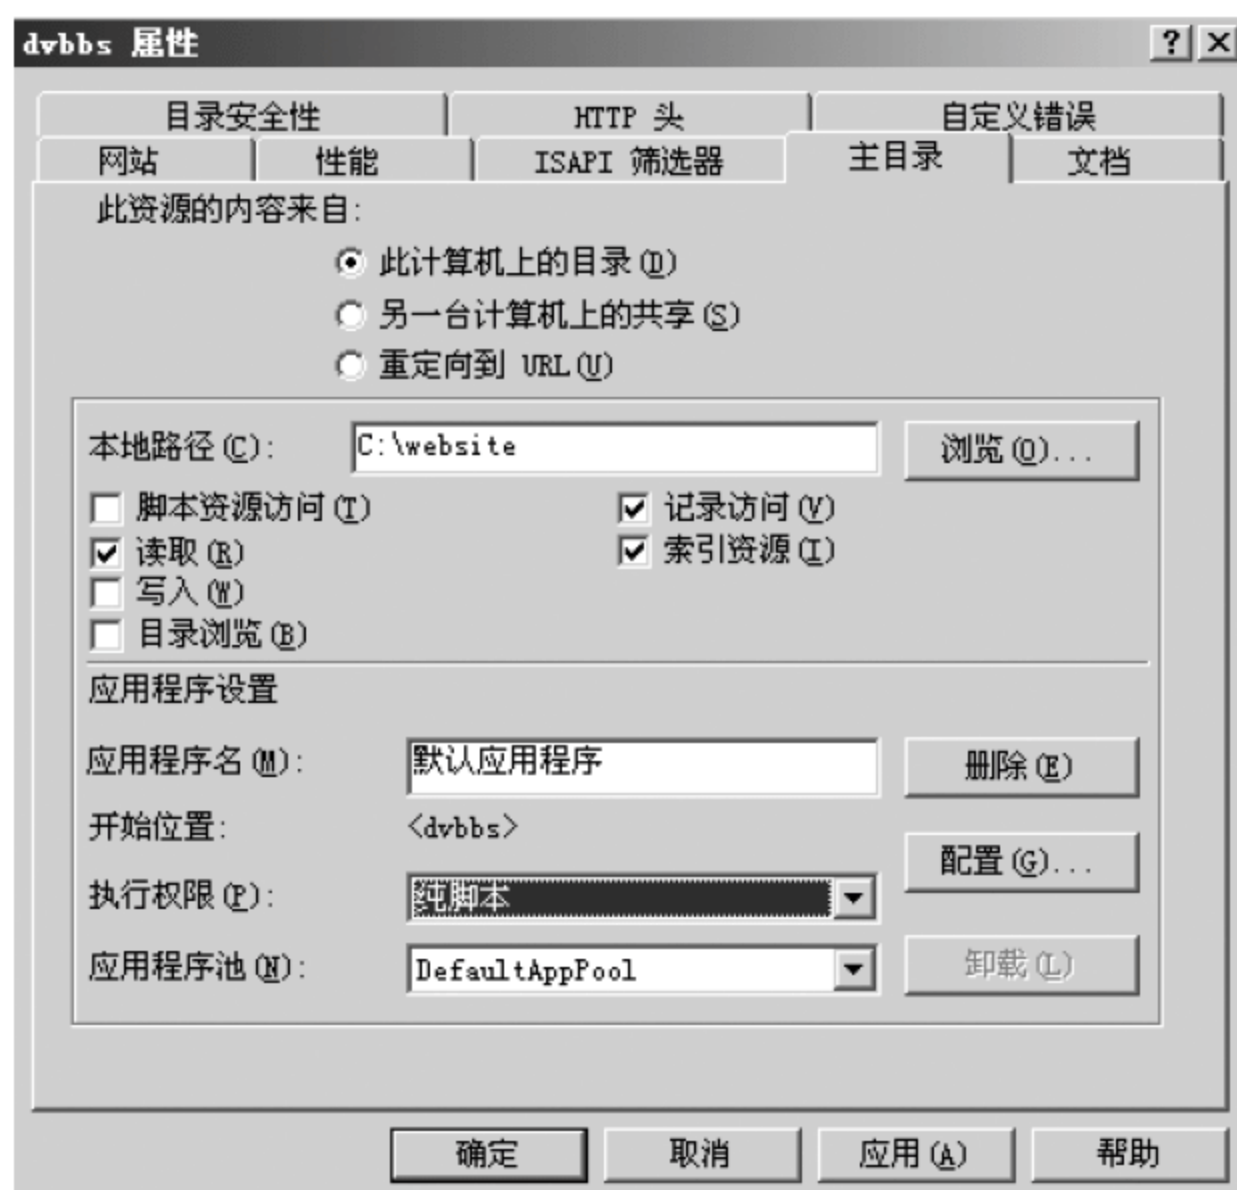 dvbbs 属性
目录安全性 HTTP 头 自定义错误
网站 性能 ISAPI 筛选器 主目录 文档
此资源的内容来自:
此计算机上的目录(D)
另一台计算机上的共享(S)
重定向到 URL(U)
本地路径(C): C:\website 浏览(O)...
脚本资源访问(T) 记录访问(V)
读取(R) 索引资源(I)
写入(W)
目录浏览(B)
应用程序设置
应用程序名(M): 默认应用程序 删除(E)
开始位置: <dvbbs>
配置(G)...
执行权限(P): 纯脚本
应用程序池(N): DefaultAppPool 卸载(L)
确定 取消 应用(A) 帮助